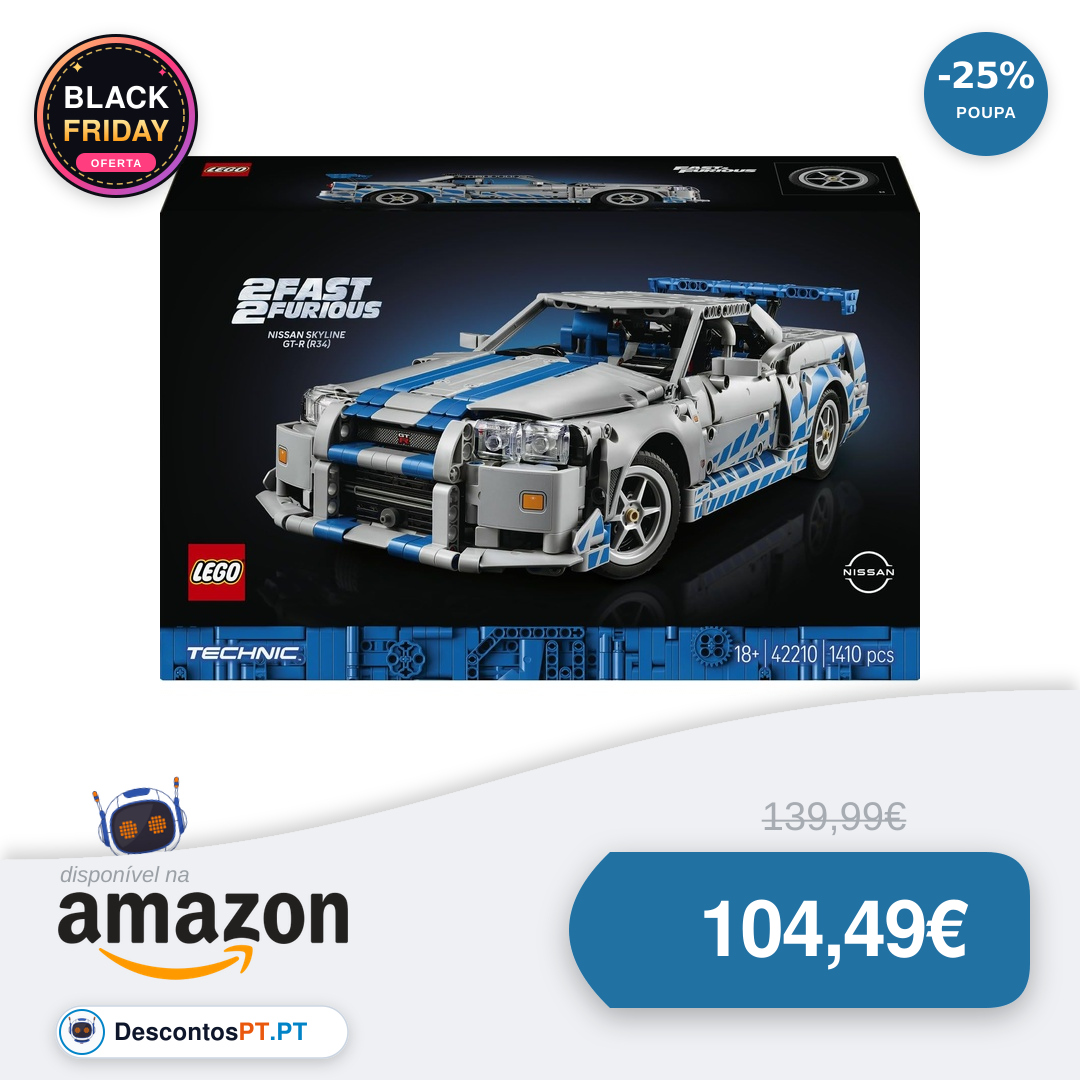 BLACK
FRIDAY
OFERTA
-25%
POUPA
LEGO
FAST &
FURIOUS
2FAST
2FURIOUS
NISSAN SKYLINE
GT-R (R34)
GT
R
LEGO
NISSAN
TECHNIC
18+ | 42210 | 1410 pcs
139,99€
disponível na
amazon
104,49€
DescontosPT.PT